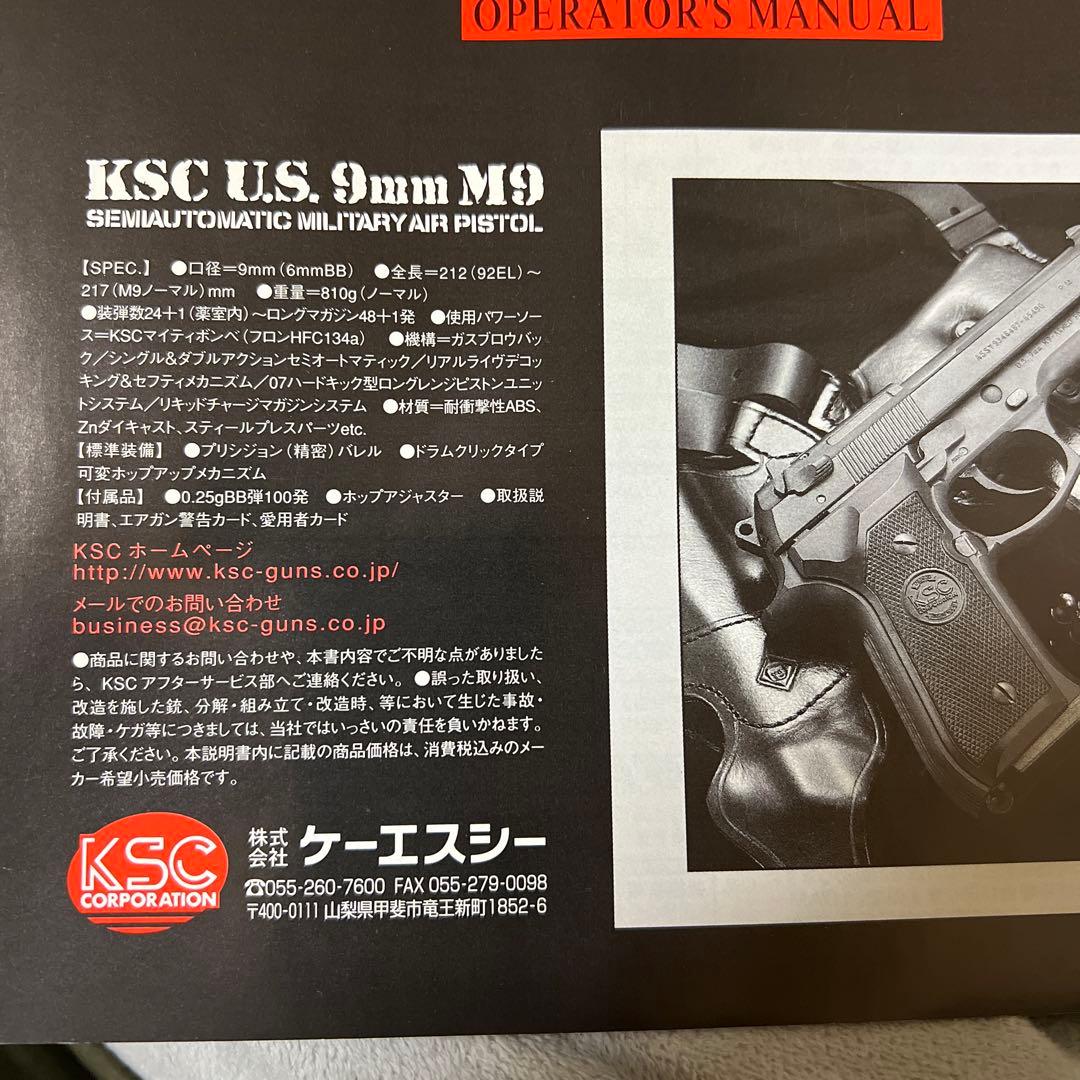 OPERATOR'S MANUAL
KSC U.S. 9mm M9
SEMIAUTOMATIC MILITARY AIR PISTOL
【SPEC.】 ●口径=9mm(6mmBB) ●全長=212(92EL)〜
217(M9ノーマル)mm ●重量=810g(ノーマル)
●装弾数24+1(薬室内)〜ロングマガジン48+1発 ●使用パワーソー
ス=KSCマイティボンベ(フロンHFC134a) ●機構=ガスブロウバッ
ク/シングル&ダブルアクションセミオートマティック/リアルライヴデコッ
キング&セフティメカニズム/07ハードキック型ロングレンジピストンユニッ
トシステム/リキッドチャージマガジンシステム ●材質=耐衝撃性ABS、
Znダイキャスト、スティールプレスパーツetc.
【標準装備】 ●プリシジョン(精密)バレル ●ドラムクリックタイプ
可変ホップアップメカニズム
【付属品】 ●0.25gBB弾100発 ●ホップアジャスター ●取扱説
明書、エアガン警告カード、愛用者カード
KSC ホームページ
http://www.ksc-guns.co.jp/
メールでのお問い合わせ
business@ksc-guns.co.jp
●商品に関するお問い合わせや、本書内容でご不明な点がありました
ら、KSCアフターサービス部へご連絡ください。 ●誤った取り扱い、
改造を施した銃、分解・組み立て・改造時、等において生じた事故・
故障・ケガ等につきましては、当社ではいっさいの責任を負いかねます。
ご了承ください。本説明書内に記載の商品価格は、消費税込みのメー
カー希望小売価格です。
KSC
CORPORATION
株式
会社 ケーエスシー
☎055-260-7600 FAX 055-279-0098
〒400-0111 山梨県甲斐市竜王新町1852-6
KSC